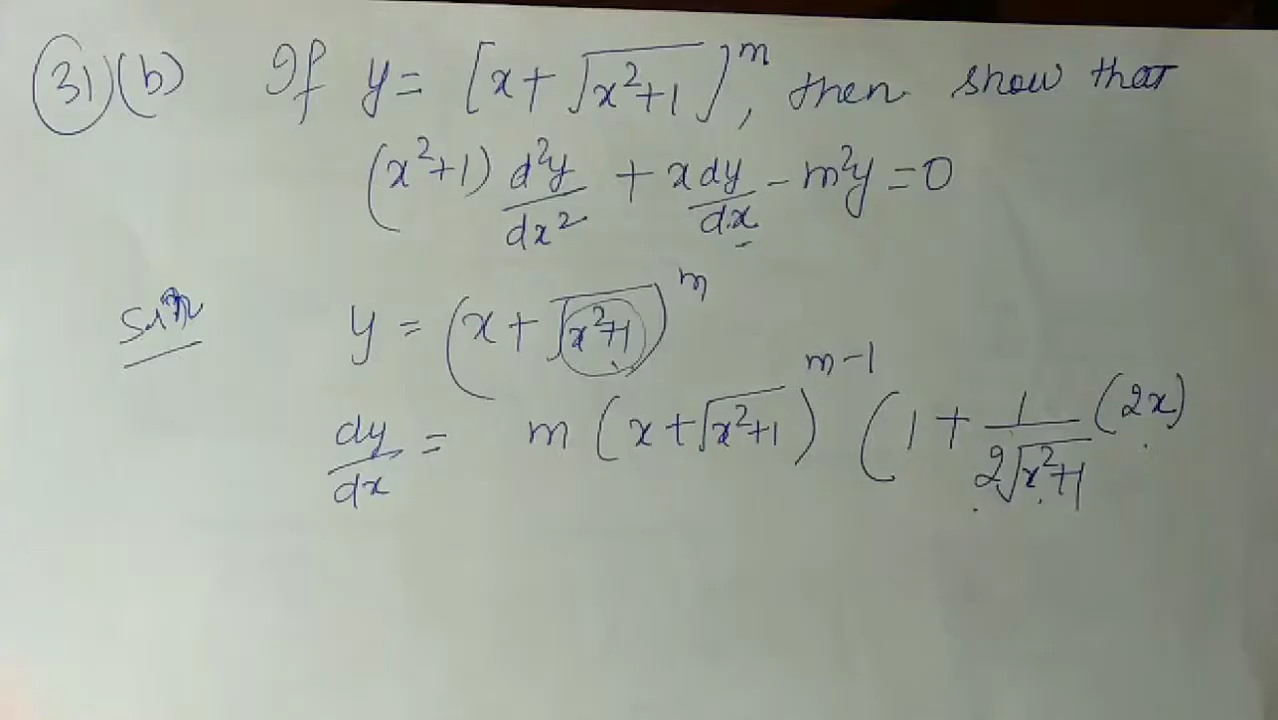 (31)(b) If y = [x + √(x²+1)]^m, then show that
(x²+1) d²y/dx² + x dy/dx - m²y = 0
Soln y = (x + √(x²+1))^m
dy/dx = m (x + √(x²+1))^(m-1) (1 + 1/(2√(x²+1)) (2x)